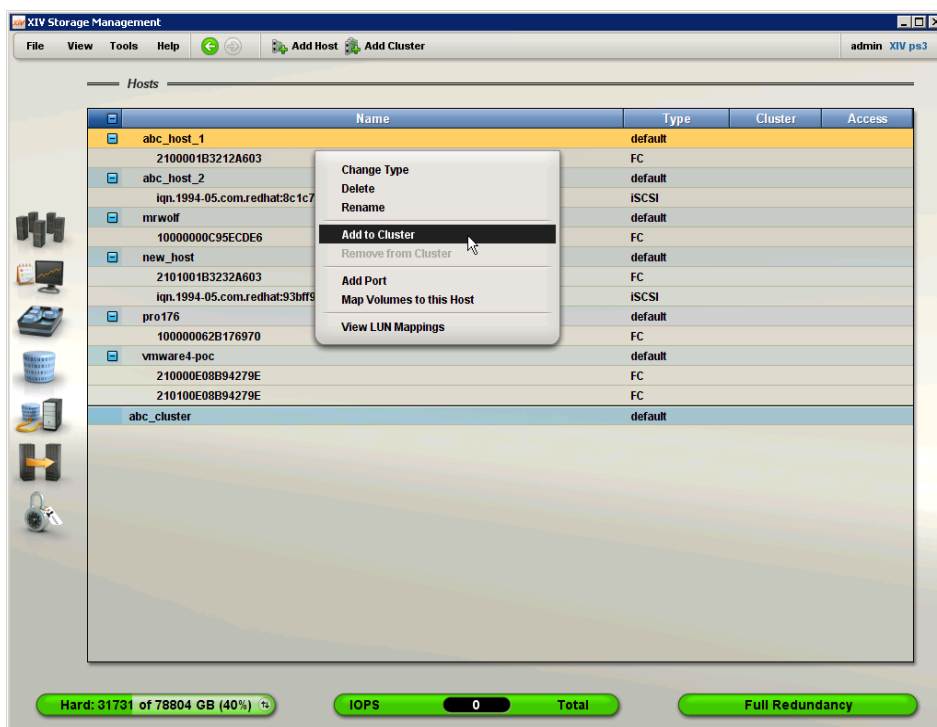 XIV XIV Storage Management
File View Tools Help Add Host Add Cluster admin XIV ps3
Hosts
Name Type Cluster Access
abc_host_1 default
2100001B3212A603 FC
abc_host_2 default
iqn.1994-05.com.redhat:8c1c7 iSCSI
mrwolf default
10000000C95ECDE6 FC
new_host default
2101001B3232A603 FC
iqn.1994-05.com.redhat:93bff9 iSCSI
pro176 default
100000062B176970 FC
vmware4-poc default
210000E08B94279E FC
210100E08B94279E FC
abc_cluster default
Change Type
Delete
Rename
Add to Cluster
Remove from Cluster
Add Port
Map Volumes to this Host
View LUN Mappings
Hard: 31731 of 78804 GB (40%) IOPS 0 Total Full Redundancy